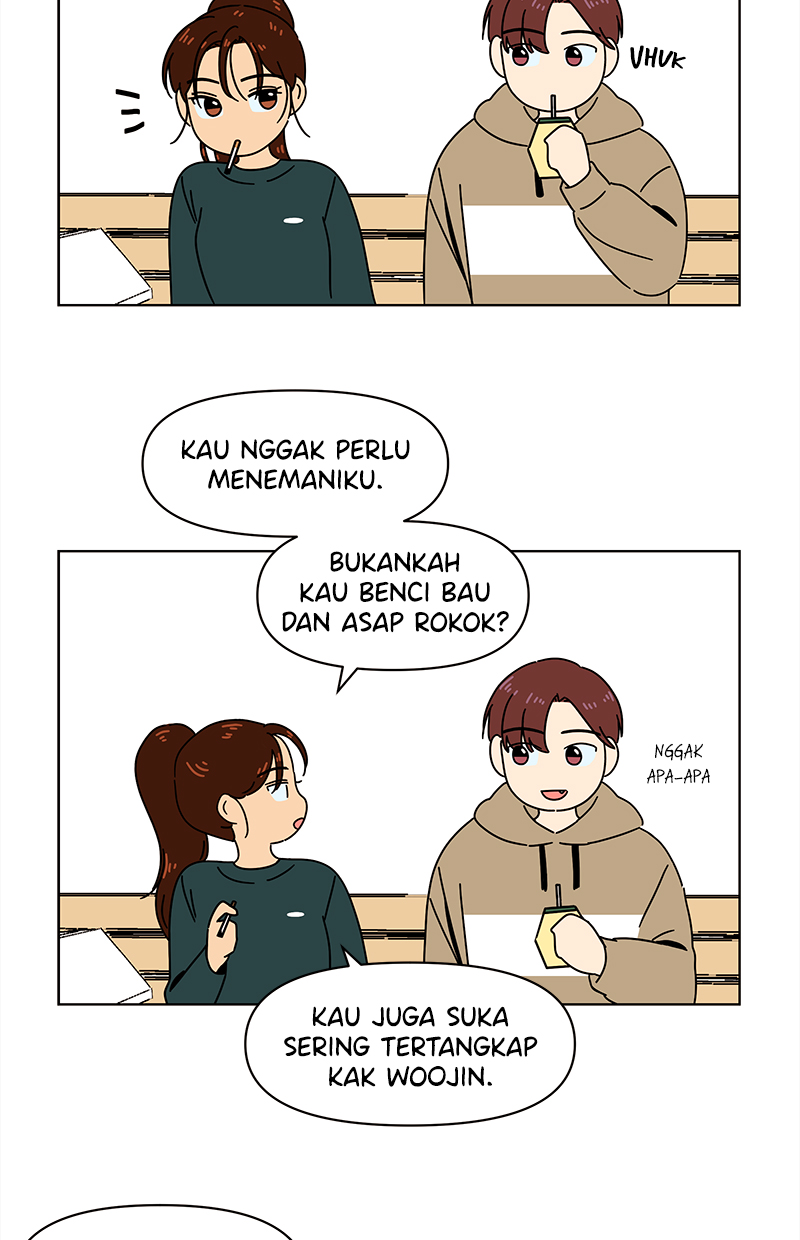 UHUK
KAU NGGAK PERLU
MENEMANIKU.
BUKANKAH
KAU BENCI BAU
DAN ASAP ROKOK?
NGGAK
APA-APA
KAU JUGA SUKA
SERING TERTANGKAP
KAK WOOJIN.